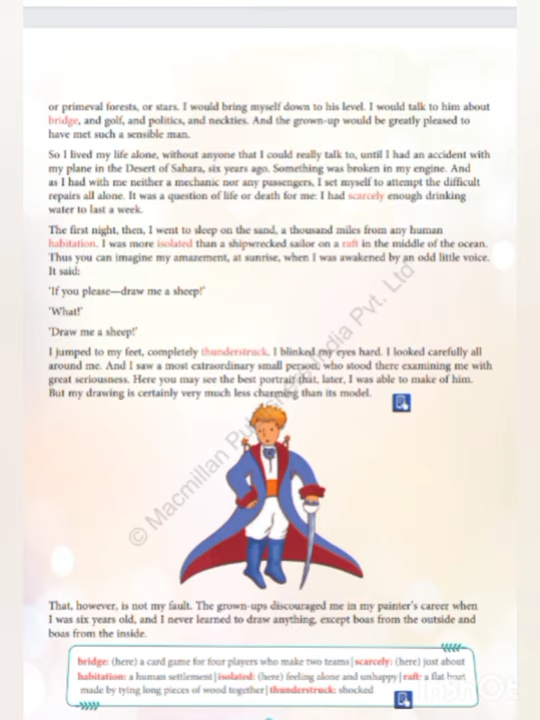 or primeval forests, or stars. I would bring myself down to his level. I would talk to him about
bridge, and golf, and politics, and neckties. And the grown-up would be greatly pleased to
have met such a sensible man.
So I lived my life alone, without anyone that I could really talk to, until I had an accident with
my plane in the Desert of Sahara, six years ago. Something was broken in my engine. And
as I had with me neither a mechanic nor any passengers, I set myself to attempt the difficult
repairs all alone. It was a question of life or death for me: I had scarcely enough drinking
water to last a week.
The first night, then, I went to sleep on the sand, a thousand miles from any human
habitation. I was more isolated than a shipwrecked sailor on a raft in the middle of the ocean.
Thus you can imagine my amazement, at sunrise, when I was awakened by an odd little voice.
It said:
'If you please—draw me a sheep!'
'What!'
'Draw me a sheep!'
I jumped to my feet, completely thunderstruck. I blinked my eyes hard. I looked carefully all
around me. And I saw a most extraordinary small person, who stood there examining me with
great seriousness. Here you may see the best portrait that, later, I was able to make of him.
But my drawing is certainly very much less charming than its model.
© Macmillan Publishers India Pvt. Ltd
That, however, is not my fault. The grown-ups discouraged me in my painter's career when
I was six years old, and I never learned to draw anything, except boas from the outside and
boas from the inside.
bridge: (here) a card game for four players who make two teams | scarcely: (here) just about
habitation: a human settlement | isolated: (here) feeling alone and unhappy | raft: a flat boat
made by tying long pieces of wood together | thunderstruck: shocked